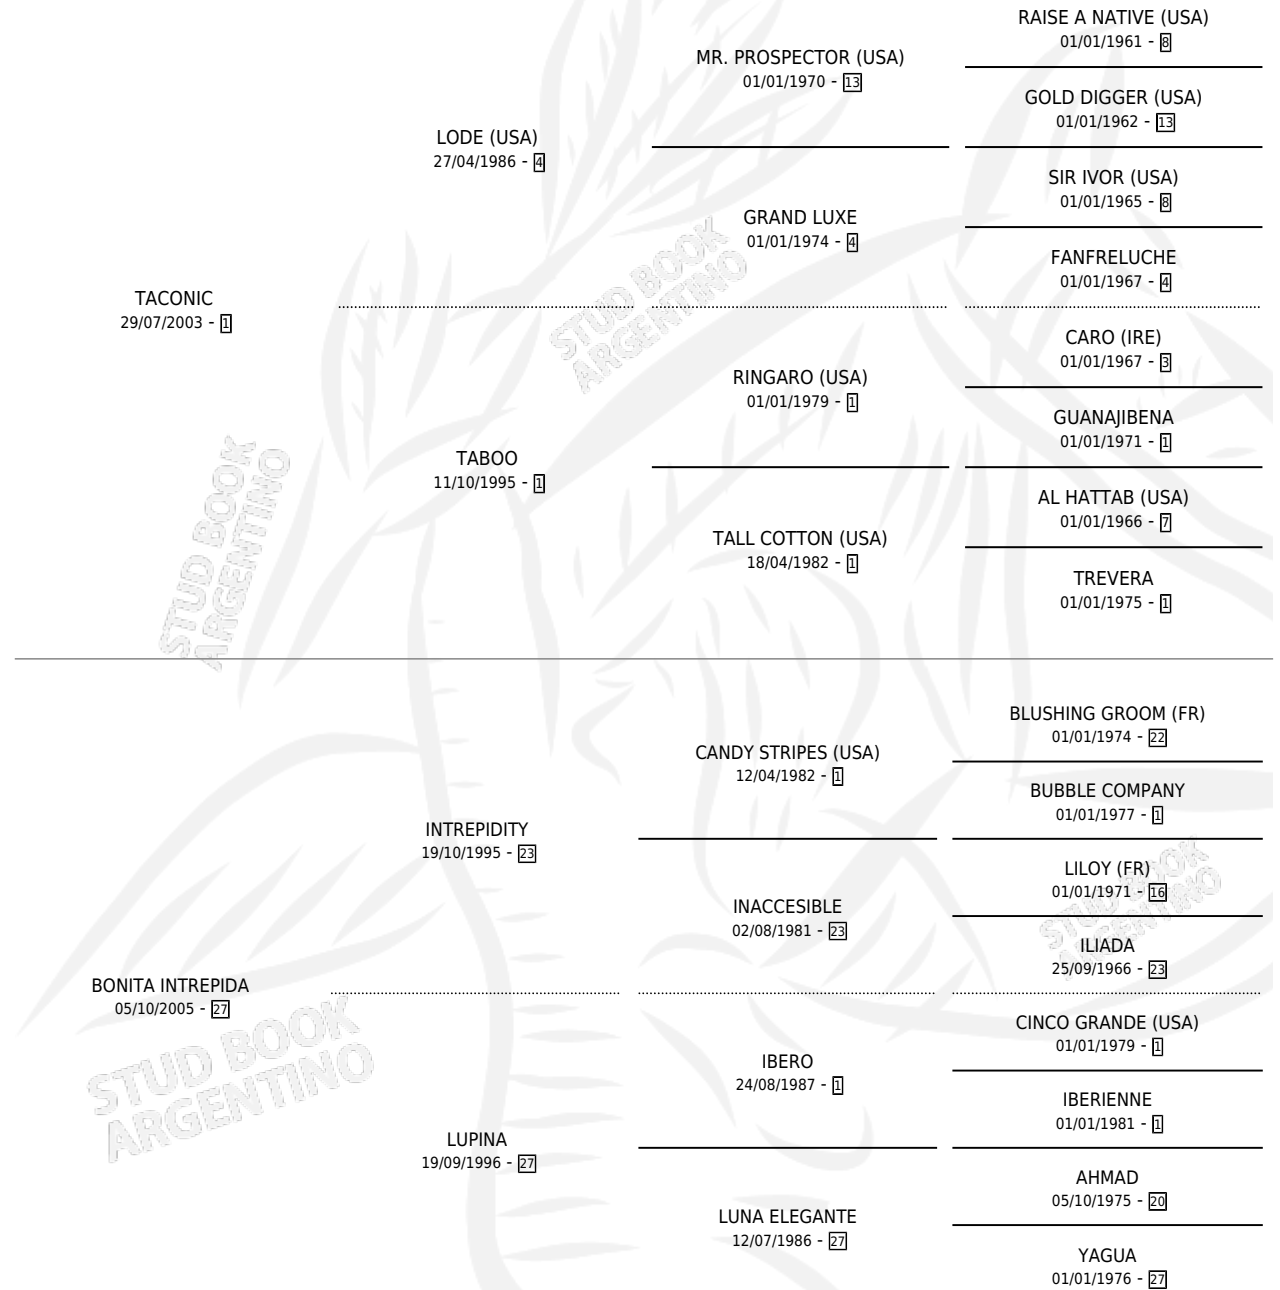 RAISE A NATIVE (USA)
01/01/1961 - 8
MR. PROSPECTOR (USA)
01/01/1970 - 13
GOLD DIGGER (USA)
01/01/1962 - 13
LODE (USA)
27/04/1986 - 4
SIR IVOR (USA)
01/01/1965 - 8
GRAND LUXE
01/01/1974 - 4
FANFRELUCHE
01/01/1967 - 4
TACONIC
29/07/2003 - 1
CARO (IRE)
01/01/1967 - 3
RINGARO (USA)
01/01/1979 - 1
GUANAJIBENA
01/01/1971 - 1
TABOO
11/10/1995 - 1
AL HATTAB (USA)
01/01/1966 - 7
TALL COTTON (USA)
18/04/1982 - 1
TREVERA
01/01/1975 - 1
BLUSHING GROOM (FR)
01/01/1974 - 22
CANDY STRIPES (USA)
12/04/1982 - 1
BUBBLE COMPANY
01/01/1977 - 1
INTREPIDITY
19/10/1995 - 23
LILOY (FR)
01/01/1971 - 16
INACCESIBLE
02/08/1981 - 23
ILIADA
25/09/1966 - 23
BONITA INTREPIDA
05/10/2005 - 27
CINCO GRANDE (USA)
01/01/1979 - 1
IBERO
24/08/1987 - 1
IBERIENNE
01/01/1981 - 1
LUPINA
19/09/1996 - 27
AHMAD
05/10/1975 - 20
LUNA ELEGANTE
12/07/1986 - 27
YAGUA
01/01/1976 - 27
STUD BOOK
ARGENTINO
STUD BOOK
ARGENTINO
STUD BOOK
ARGENTINO
STUD BOOK
ARGENTINO